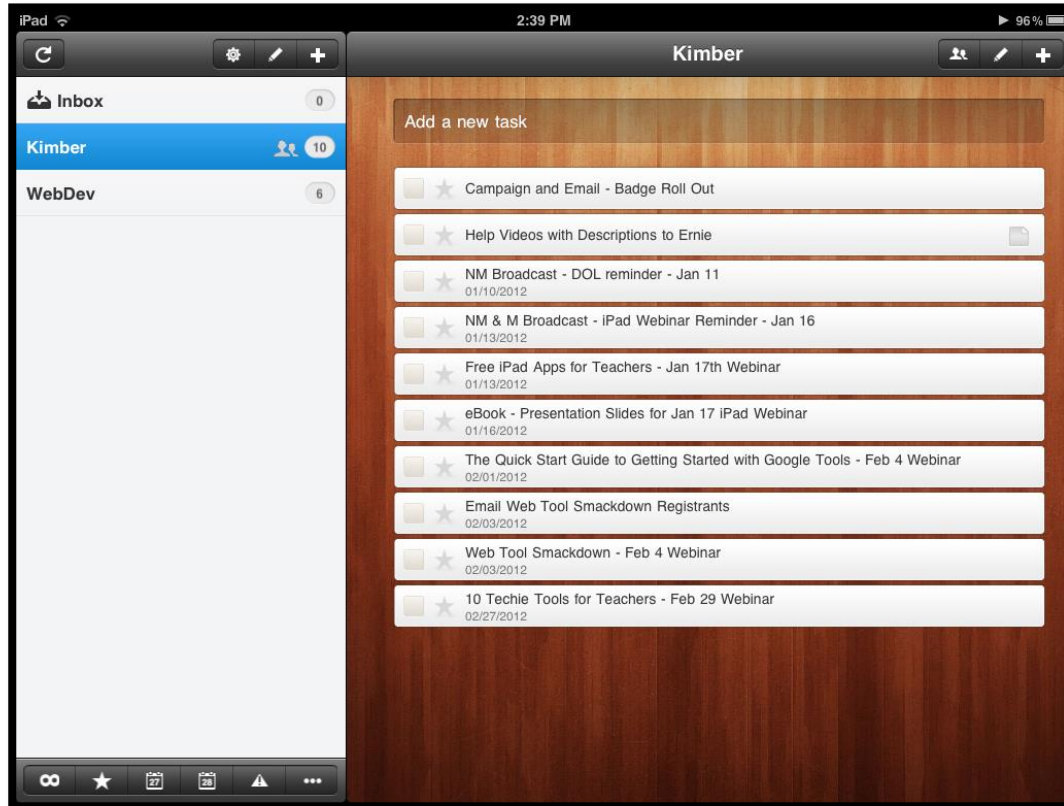 iPad
2:39 PM
96%
Kimber
Inbox
0
Kimber
10
WebDev
6
Add a new task
Campaign and Email - Badge Roll Out
Help Videos with Descriptions to Ernie
NM Broadcast - DOL reminder - Jan 11
01/10/2012
NM & M Broadcast - iPad Webinar Reminder - Jan 16
01/13/2012
Free iPad Apps for Teachers - Jan 17th Webinar
01/13/2012
eBook - Presentation Slides for Jan 17 iPad Webinar
01/16/2012
The Quick Start Guide to Getting Started with Google Tools - Feb 4 Webinar
02/01/2012
Email Web Tool Smackdown Registrants
02/03/2012
Web Tool Smackdown - Feb 4 Webinar
02/03/2012
10 Techie Tools for Teachers - Feb 29 Webinar
02/27/2012
27
28